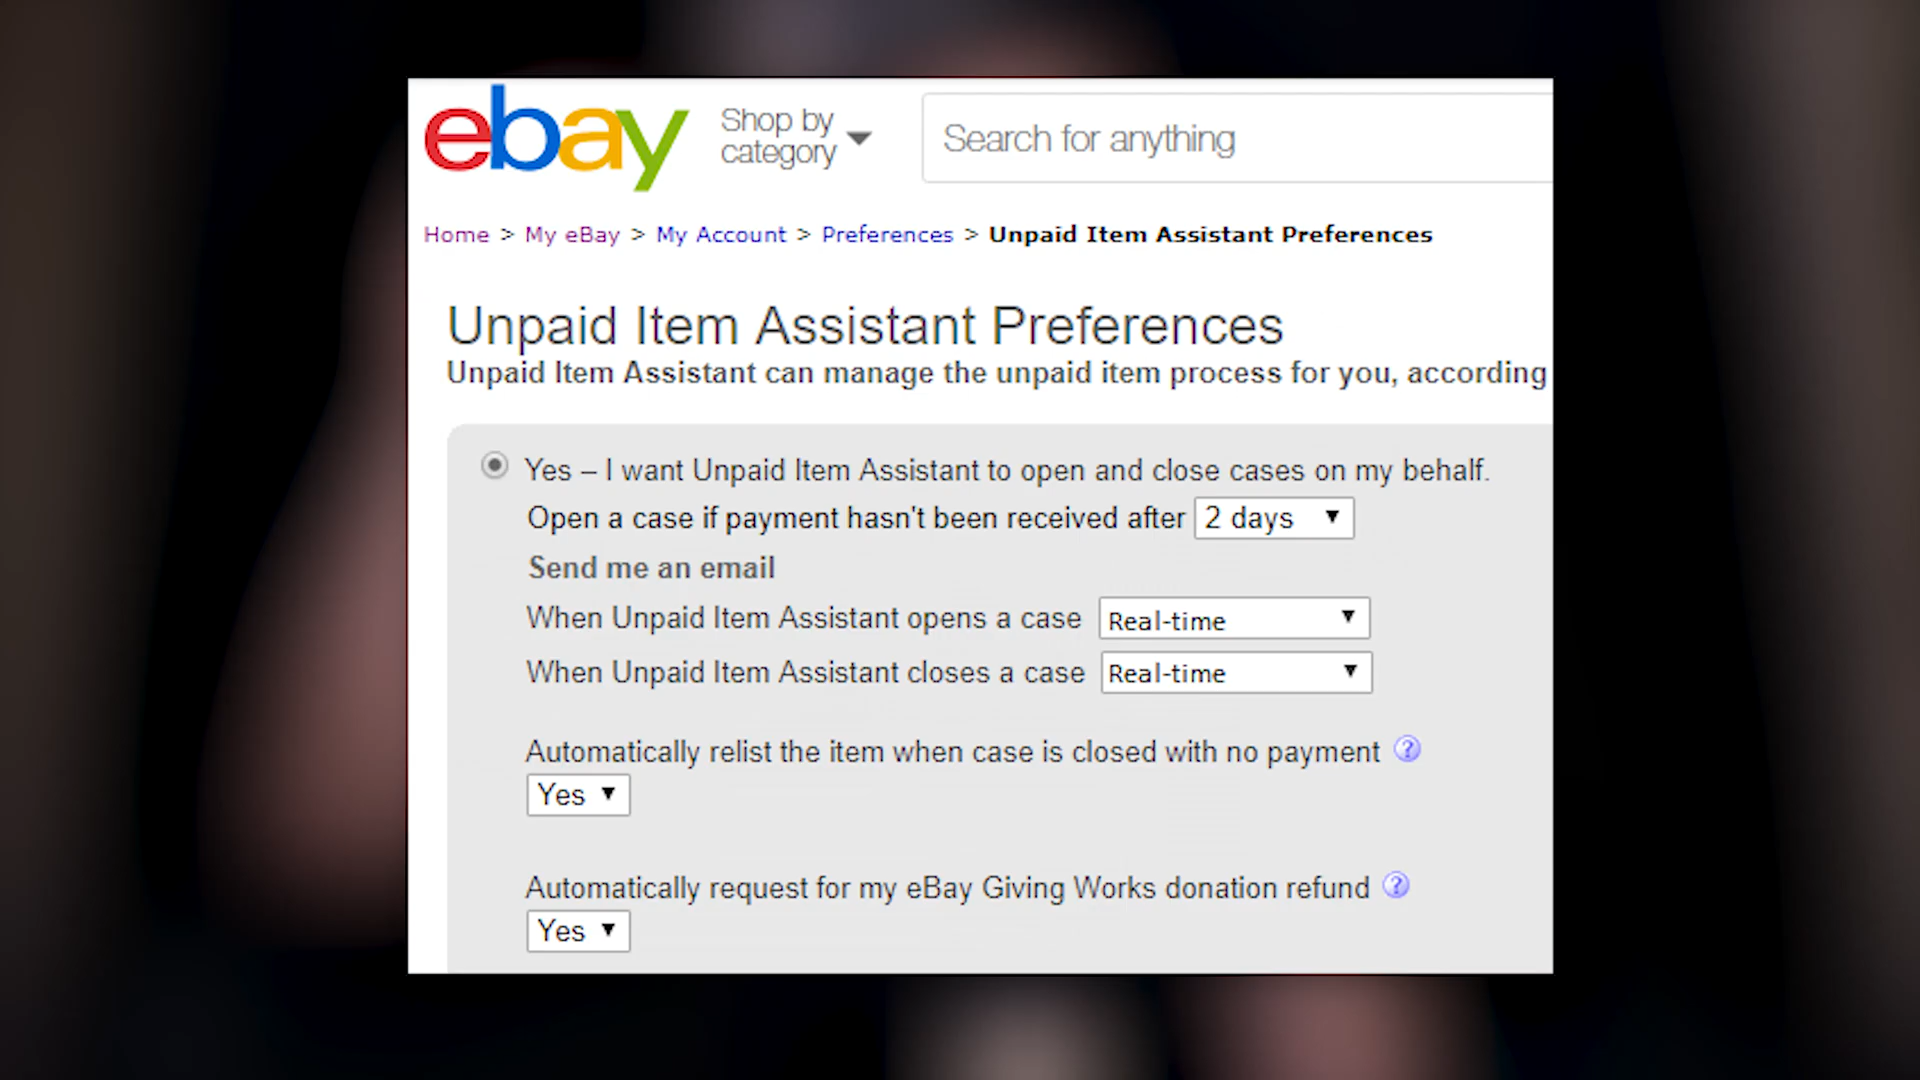 ebay
Shop by
category
Search for anything
Home > My eBay > My Account > Preferences > Unpaid Item Assistant Preferences
Unpaid Item Assistant Preferences
Unpaid Item Assistant can manage the unpaid item process for you, according
Yes – I want Unpaid Item Assistant to open and close cases on my behalf.
Open a case if payment hasn't been received after 2 days
Send me an email
When Unpaid Item Assistant opens a case Real-time
When Unpaid Item Assistant closes a case Real-time
Automatically relist the item when case is closed with no payment ?
Yes
Automatically request for my eBay Giving Works donation refund ?
Yes